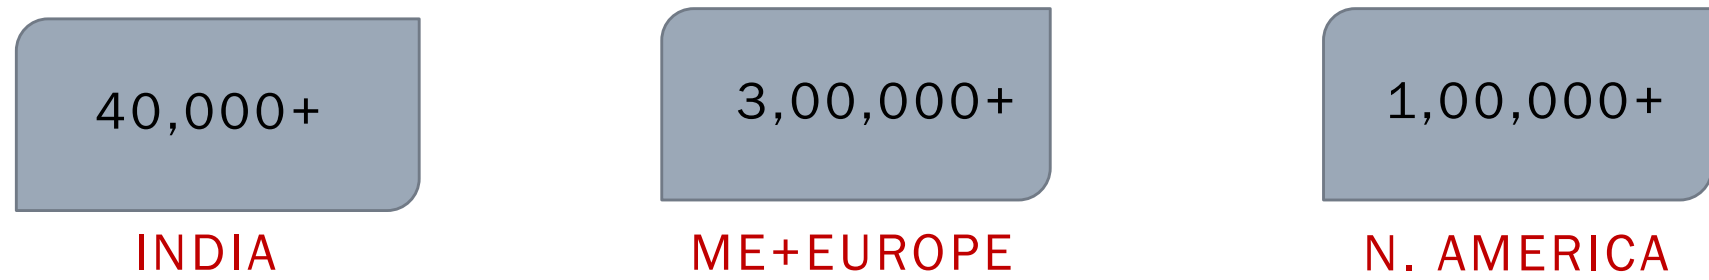 40,000+
3,00,000+
1,00,000+
INDIA
ME+EUROPE
N. AMERICA